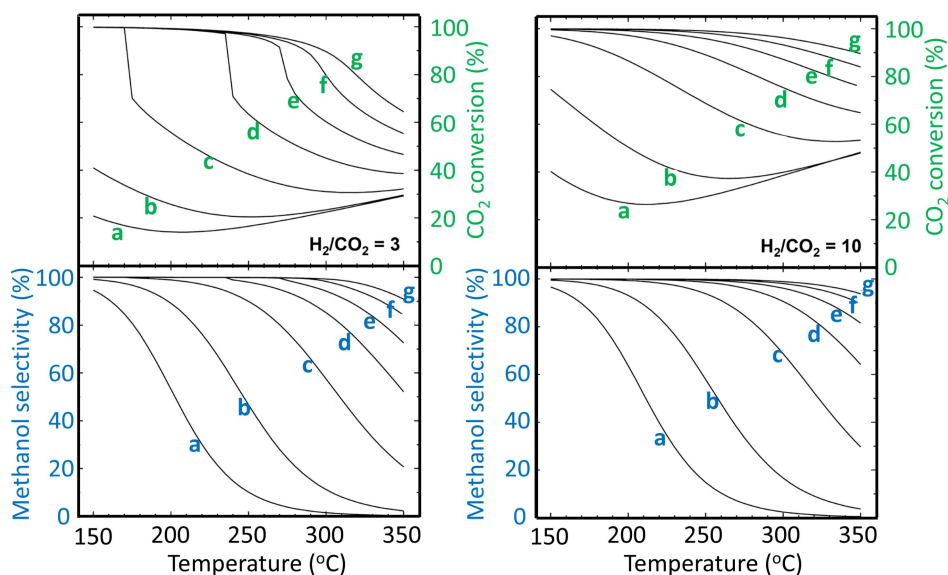 CO2 conversion (%)
100
80
60
40
20
0
g
f
e
d
c
b
a
H2/CO2 = 3
CO2 conversion (%)
100
80
60
40
20
0
g
f
e
d
c
b
a
H2/CO2 = 10
Methanol selectivity (%)
100
80
60
40
20
0
g
f
e
d
c
b
a
150 200 250 300 350
Temperature (oC)
Methanol selectivity (%)
100
80
60
40
20
0
g
f
e
d
c
b
a
150 200 250 300 350
Temperature (oC)